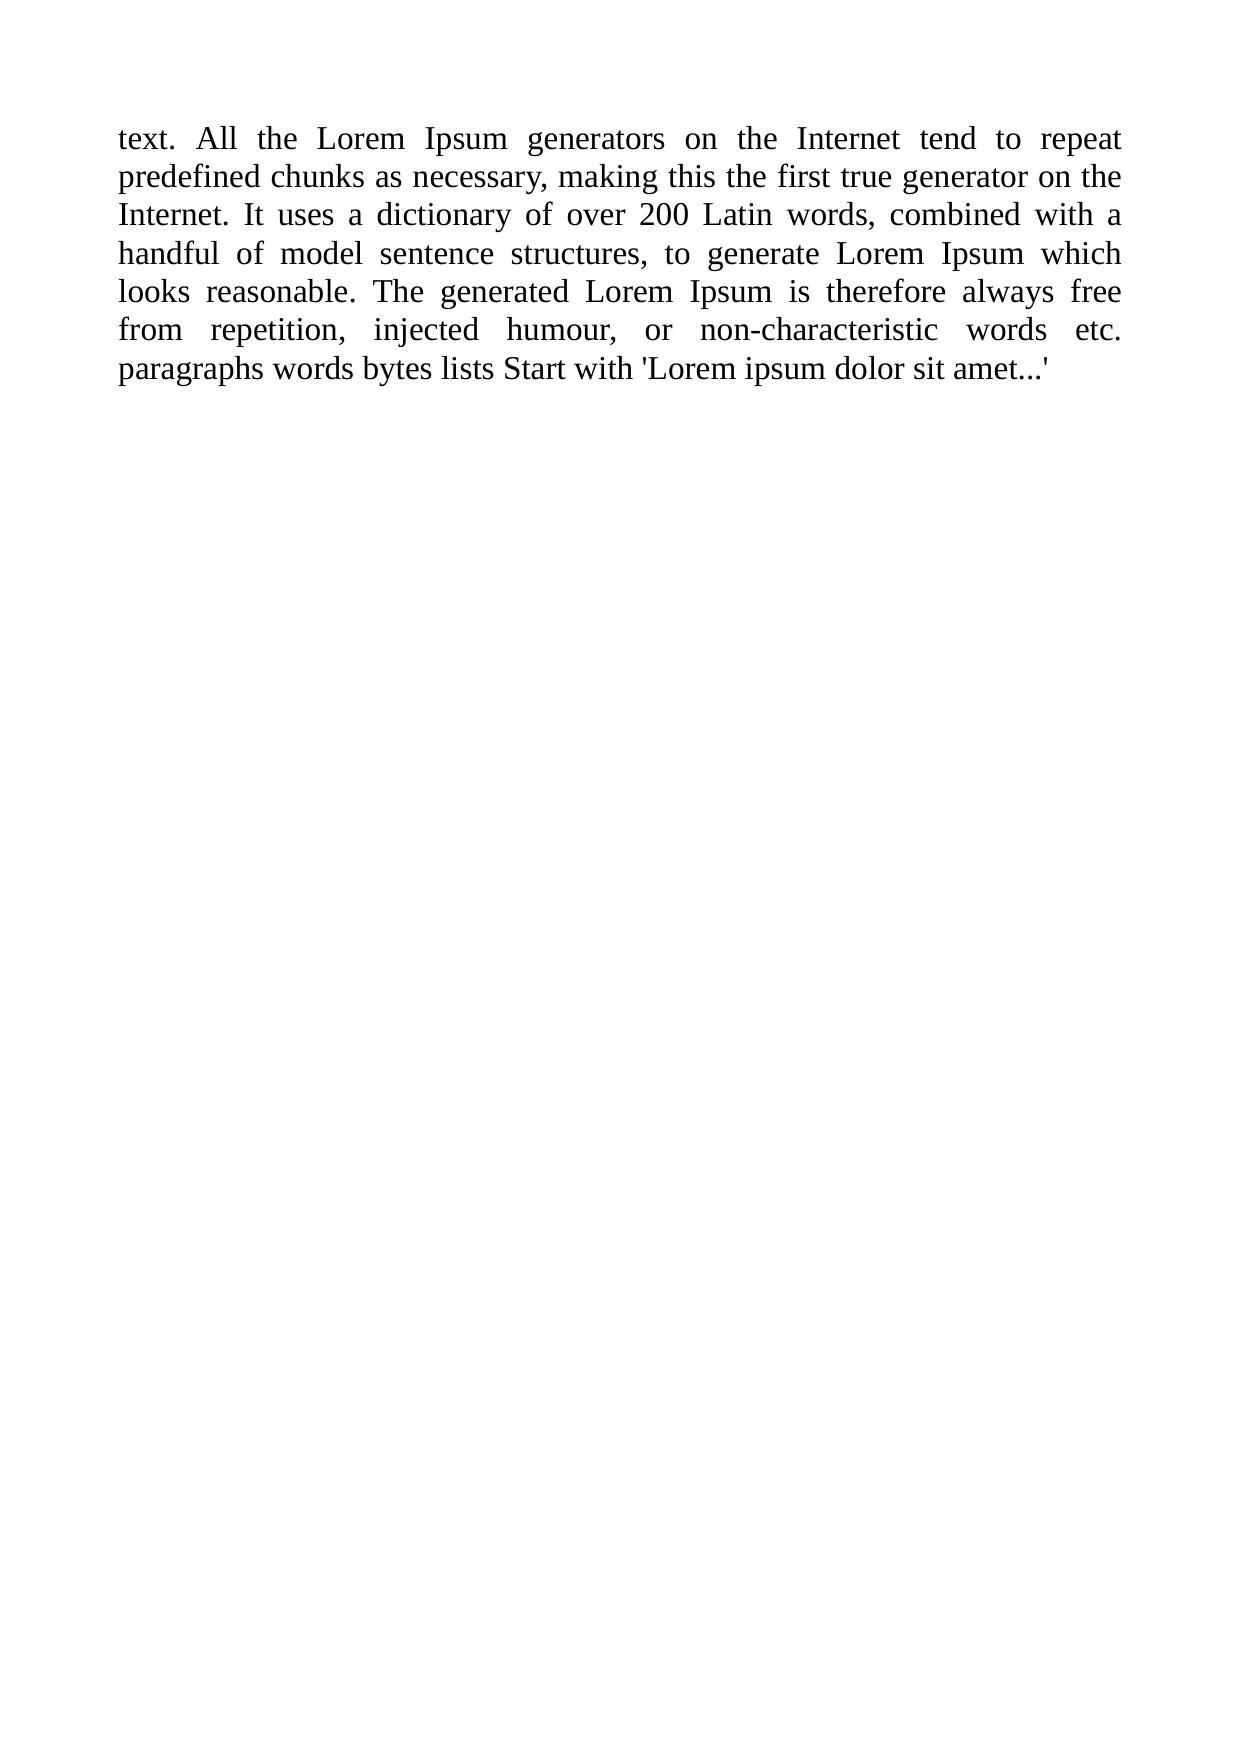 text. All the Lorem Ipsum generators on the Internet tend to repeat
predefined chunks as necessary, making this the first true generator on the
Internet. It uses a dictionary of over 200 Latin words, combined with a
handful of model sentence structures, to generate Lorem Ipsum which
looks reasonable. The generated Lorem Ipsum is therefore always free
from repetition, injected humour, or non-characteristic words etc.
paragraphs words bytes lists Start with 'Lorem ipsum dolor sit amet...'